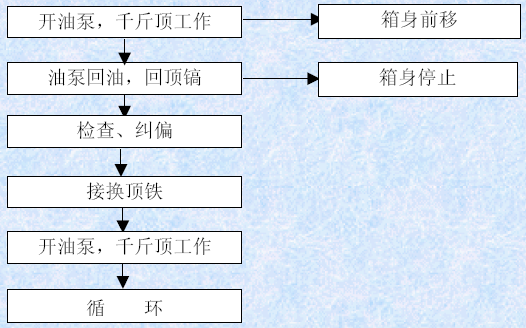 开油泵，千斤顶工作
箱身前移
油泵回油，回顶镐
箱身停止
检查、纠偏
接换顶铁
开油泵，千斤顶工作
循 环